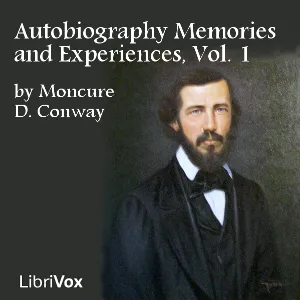 Autobiography Memories
and Experiences, Vol. 1
by Moncure
D. Conway
LibriVox